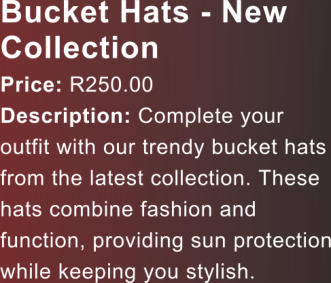 Bucket Hats - New
Collection
Price: R250.00
Description: Complete your
outfit with our trendy bucket hats
from the latest collection. These
hats combine fashion and
function, providing sun protection
while keeping you stylish.